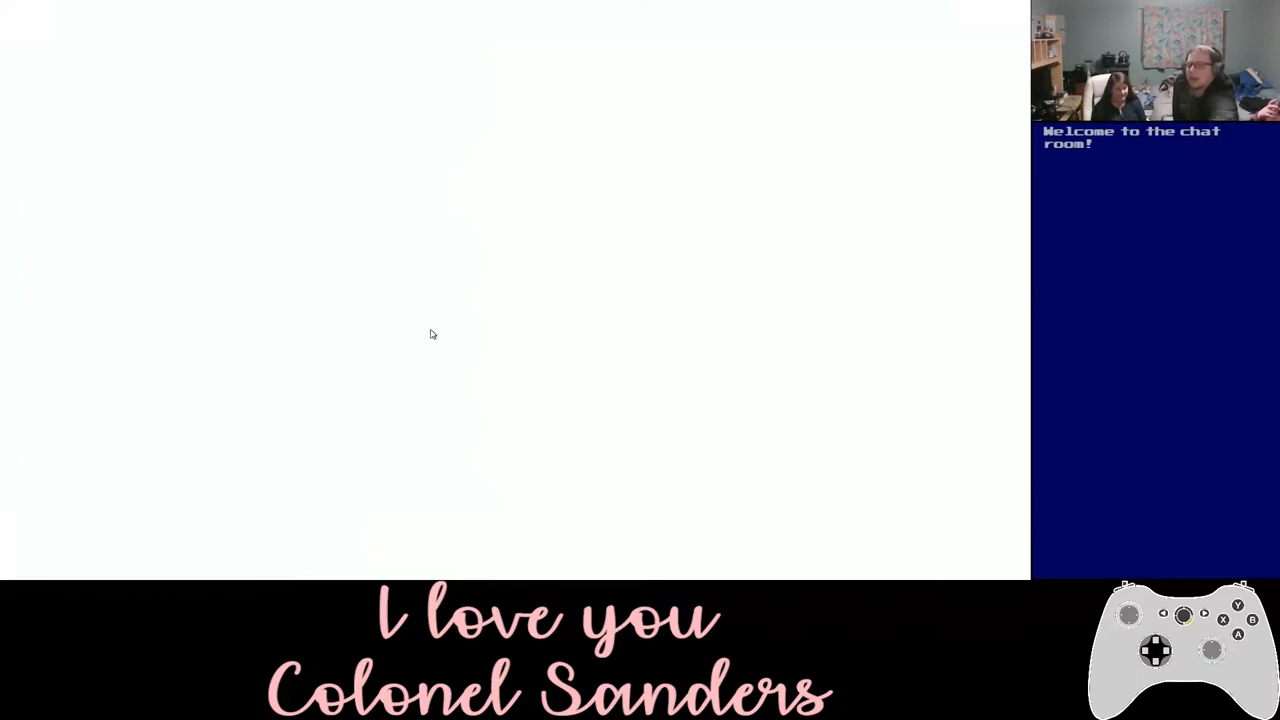 Welcome to the chat
room!
I love you
Colonel Sanders
Y
X
B
A